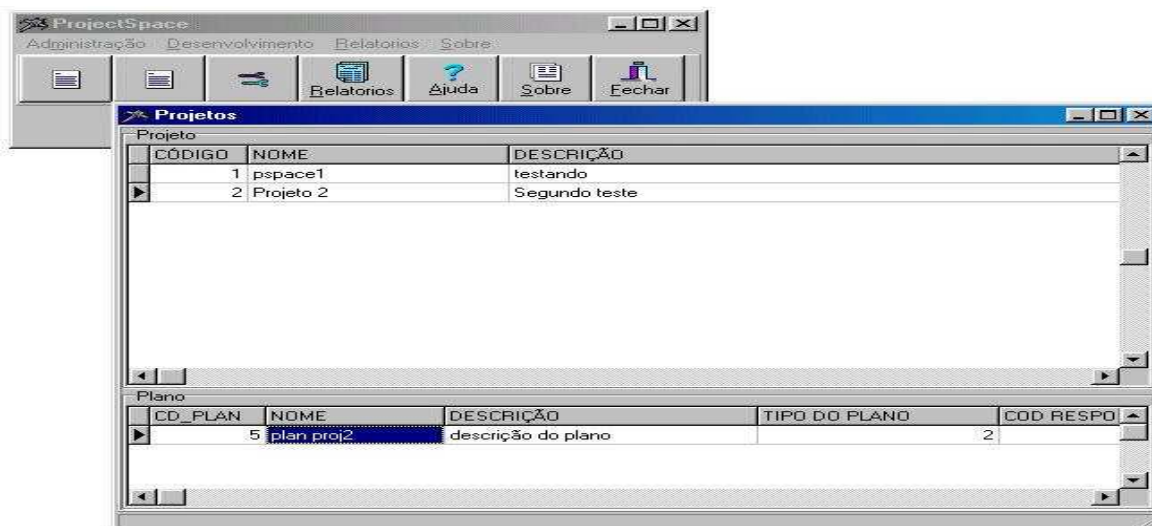 ProjectSpace
Administração Desenvolvimento Relatorios Sobre
Relatorios Ajuda Sobre Fechar
Projetos
Projeto
CÓDIGO NOME DESCRIÇÃO
1 pspace1 testando
2 Projeto 2 Segundo teste
Plano
CD_PLAN NOME DESCRIÇÃO TIPO DO PLANO COD RESPO
5 plan proj2 descrição do plano 2